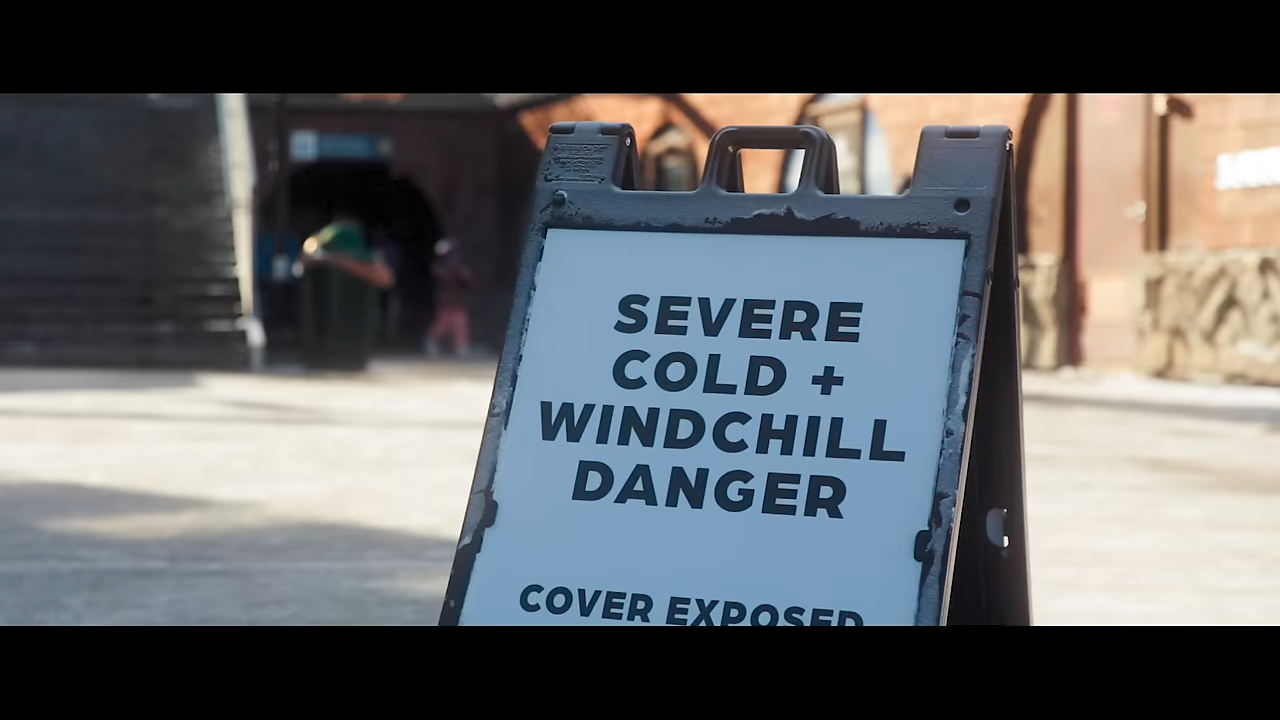 SEVERE
COLD +
WINDCHILL
DANGER
COVER EXPOSED